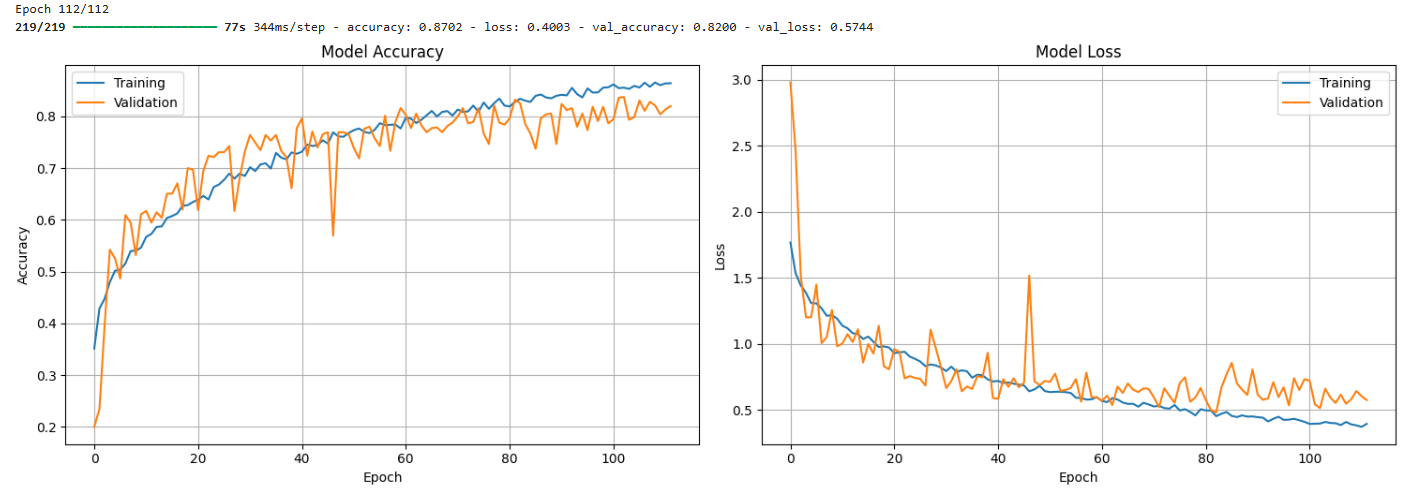 Epoch 112/112
219/219 ━━━━━━━━━━━━━━━━━━━━ 77s 344ms/step - accuracy: 0.8702 - loss: 0.4003 - val_accuracy: 0.8200 - val_loss: 0.5744
Model Accuracy
Training
Validation
0.8
0.7
0.6
0.5
0.4
0.3
0.2
Accuracy
0 20 40 60 80 100
Epoch
Model Loss
Training
Validation
3.0
2.5
2.0
1.5
1.0
0.5
Loss
0 20 40 60 80 100
Epoch